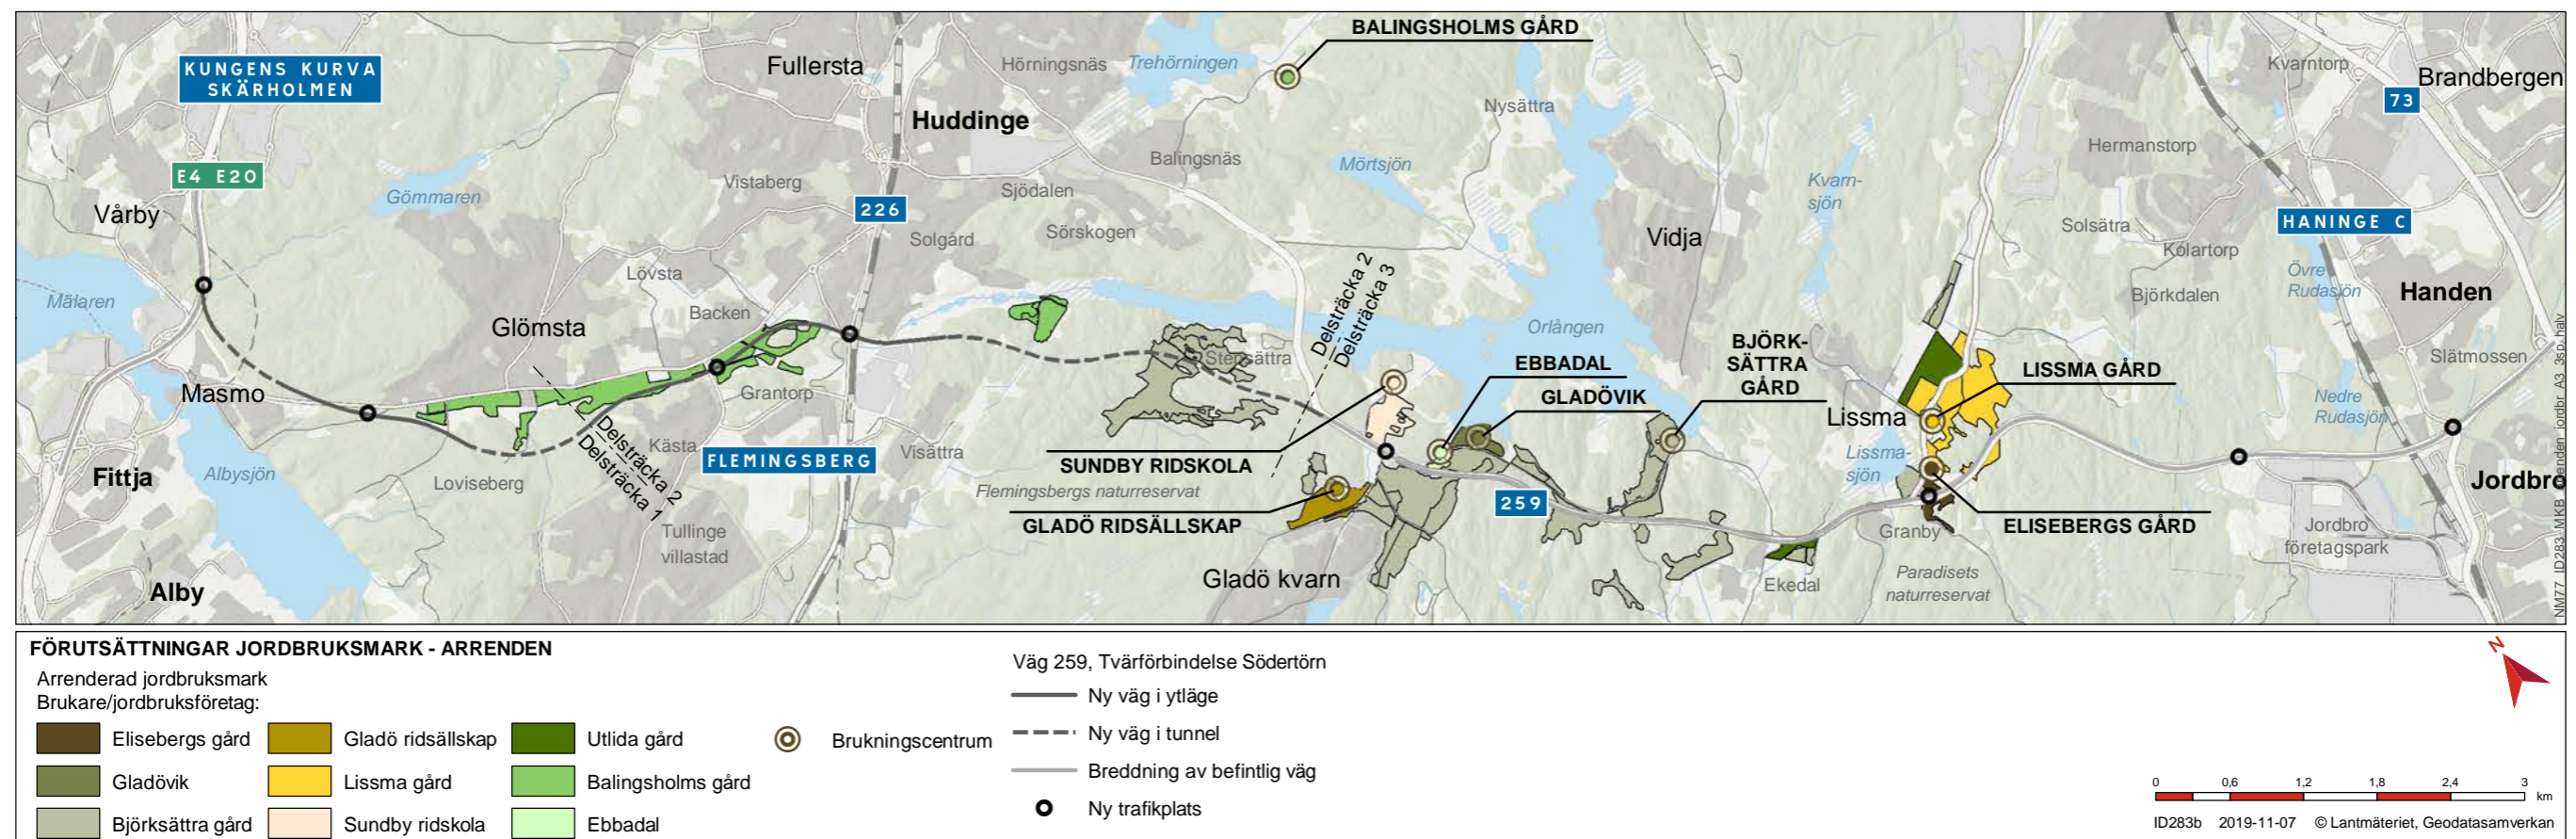 BALINGSHOLMS GÅRD
KUNGENS KURVA
SKÄRHOLMEN
Fullersta
Hörningsnäs
Trehörningen
Kvarntorp
Brandbergen
73
Huddinge
Nysättra
E4 E20
Gömmaren
Vistaberg
Balingsnäs
Mörtsjön
Hermanstorp
Sjödalen
Kvarn-
sjön
Vårby
226
Solgård
Sörskogen
Vidja
Solsätra
HANINGE C
Kolartorp
Lövsta
Övre
Rudasjön
Handen
Mälaren
Backen
Björkdalen
Glömsta
Delsträcka 2
Delsträcka 3
Orlången
Stensättra
BJÖRK-
SÄTTRA
GÅRD
EBBADAL
LISSMA GÅRD
Slätmossen
Masmo
Grantorp
GLADÖVIK
Lissma
Nedre
Rudasjön
Delsträcka 2
Delsträcka 1
Kästa
Visättra
FLEMINGSBERG
SUNDBY RIDSKOLA
Lissma-
sjön
Fittja
Albysjön
Loviseberg
Flemingsbergs naturreservat
259
Jordbro
GLADÖ RIDSÄLLSKAP
ELISEBERGS GÅRD
Tullinge
villastad
Granby
Jordbro
företagspark
Gladö kvarn
Ekedal
Paradisets
naturreservat
Alby
FÖRUTSÄTTNINGAR JORDBRUKSMARK - ARRENDEN
Arrenderad jordbruksmark
Brukare/jordbruksföretag:
Elisebergs gård
Gladö ridsällskap
Utlida gård
Gladövik
Lissma gård
Balingsholms gård
Björksättra gård
Sundby ridskola
Ebbadal
Brukningscentrum
Väg 259, Tvärförbindelse Södertörn
Ny väg i ytläge
Ny väg i tunnel
Breddning av befintlig väg
Ny trafikplats
N
0 0,6 1,2 1,8 2,4 3
km
ID283b 2019-11-07 © Lantmäteriet, Geodatasamverkan